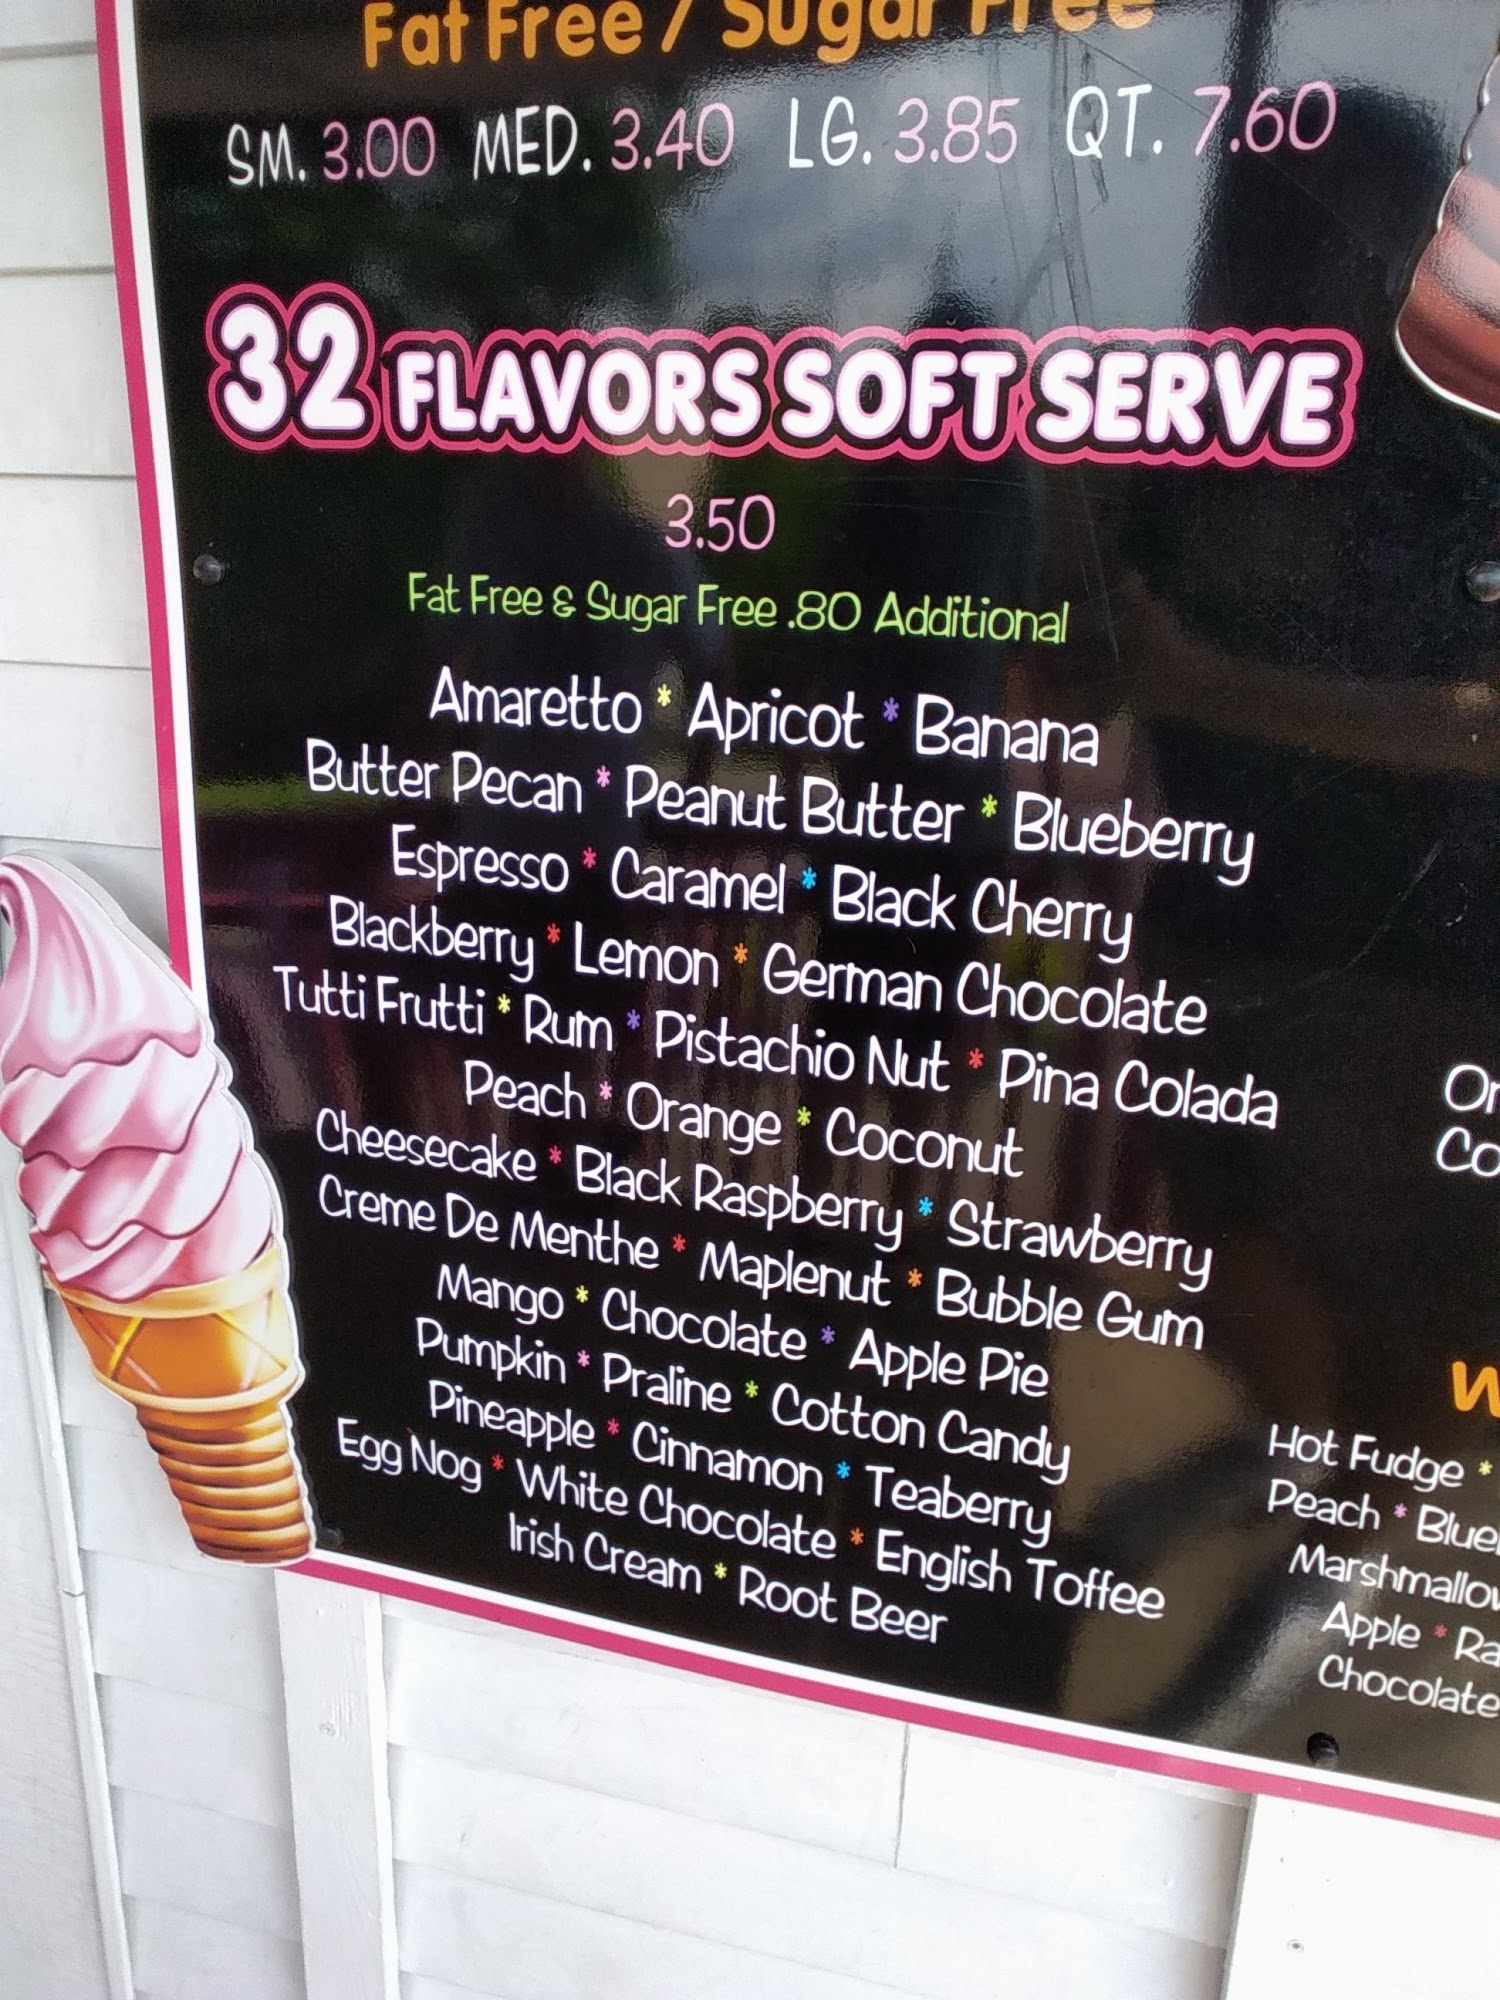 Fat Free / Sugar Free
SM. 3.00 MED. 3.40 LG. 3.85 QT. 7.60
32 FLAVORS SOFT SERVE
3.50
Fat Free & Sugar Free .80 Additional
Amaretto * Apricot * Banana
Butter Pecan * Peanut Butter * Blueberry
Espresso * Caramel * Black Cherry
Blackberry * Lemon * German Chocolate
Tutti Frutti * Rum * Pistachio Nut * Pina Colada
Peach * Orange * Coconut
Cheesecake * Black Raspberry * Strawberry
Creme De Menthe * Maplenut * Bubble Gum
Mango * Chocolate * Apple Pie
Pumpkin * Praline * Cotton Candy
Pineapple * Cinnamon * Teaberry
Egg Nog * White Chocolate * English Toffee
Irish Cream * Root Beer
Hot Fudge *
Peach *
Apple *
Chocolate